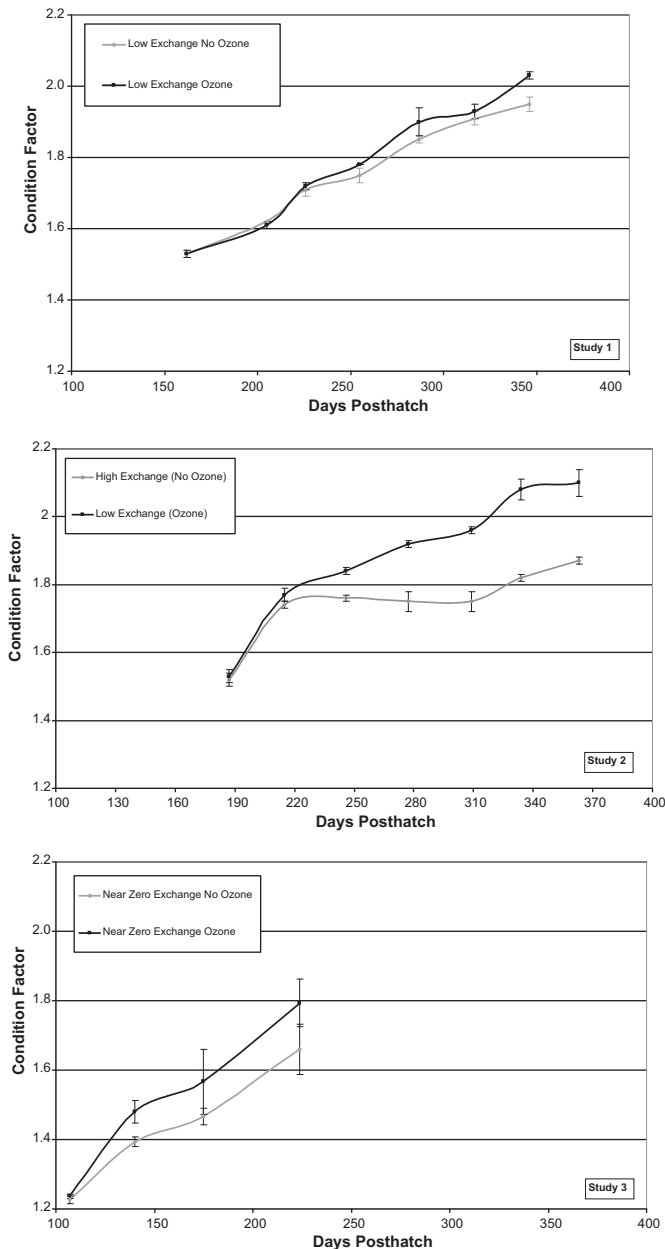 2.2
Low Exchange No Ozone
Low Exchange Ozone
2.0
1.8
1.6
1.4
1.2
Condition Factor
Study 1
100 150 200 250 300 350 400
Days Posthatch
2.2
High Exchange (No Ozone)
Low Exchange (Ozone)
2
1.8
1.6
1.4
1.2
Condition Factor
Study 2
100 130 160 190 220 250 280 310 340 370 400
Days Posthatch
2.2
Near Zero Exchange No Ozone
Near Zero Exchange Ozone
2.0
1.8
1.6
1.4
1.2
Condition Factor
Study 3
100 150 200 250 300 350 400
Days Posthatch